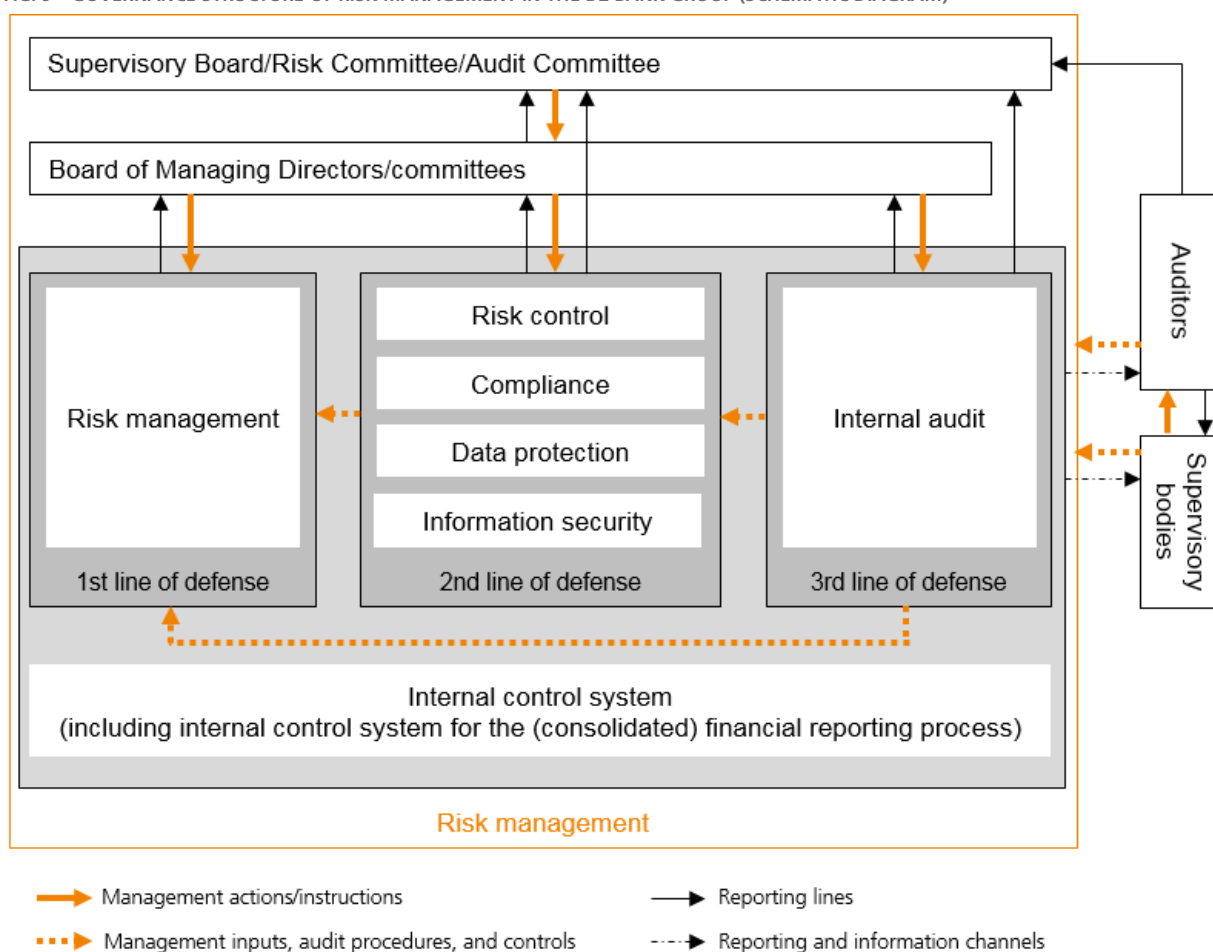 Supervisory Board/Risk Committee/Audit Committee
Board of Managing Directors/committees
Risk management
1st line of defense
Risk control
Compliance
Data protection
Information security
2nd line of defense
Internal audit
3rd line of defense
Auditors
Supervisory
bodies
Internal control system
(including internal control system for the (consolidated) financial reporting process)
Risk management
Management actions/instructions
Reporting lines
Management inputs, audit procedures, and controls
Reporting and information channels